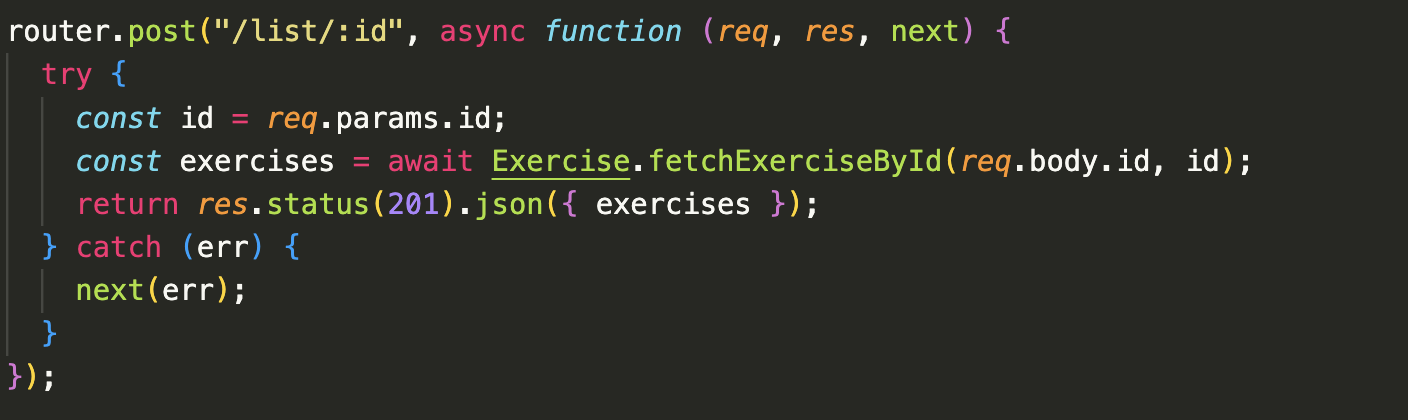 router.post("/list/:id", async function (req, res, next) {
  try {
    const id = req.params.id;
    const exercises = await Exercise.fetchExerciseById(req.body.id, id);
    return res.status(201).json({ exercises });
  } catch (err) {
    next(err);
  }
});